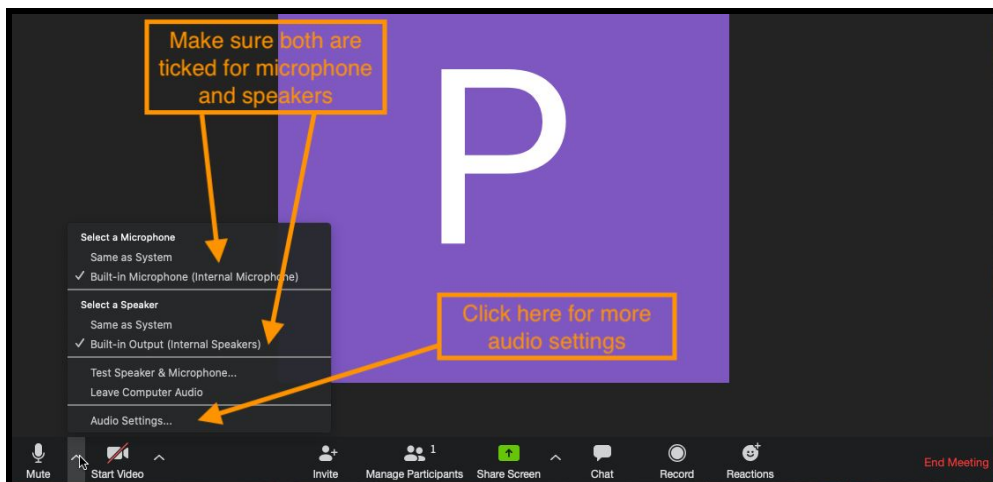 Make sure both are
ticked for microphone
and speakers
P
Select a Microphone
Same as System
✓ Built-in Microphone (Internal Microphone)
Select a Speaker
Same as System
✓ Built-in Output (Internal Speakers)
Test Speaker & Microphone...
Leave Computer Audio
Audio Settings...
Click here for more
audio settings
1
Mute Start Video Invite Manage Participants Share Screen Chat Record Reactions End Meeting